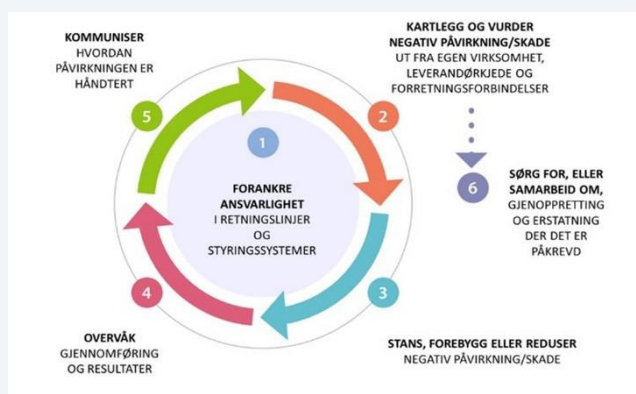 KOMMUNISER
HVORDAN
PÅVIRKNINGEN ER
HÅNDTERT
KARTLEGG OG VURDER
NEGATIV PÅVIRKNING/SKADE
UT FRA EGEN VIRKSOMHET,
LEVERANDØRKJEDE OG
FORRETNINGSFORBINDELSER
5
2
1
FORANKRE
ANSVARLIGHET
I RETNINGSLINJER
OG
STYRINGSSYSTEMER
6
SØRG FOR, ELLER
SAMARBEID OM,
GJENOPPRETTING
OG ERSTATNING
DER DET ER
PÅKREVD
4
3
OVERVÅK
GJENNOMFØRING
OG RESULTATER
STANS, FOREBYGG ELLER REDUSER
NEGATIV PÅVIRKNING/SKADE